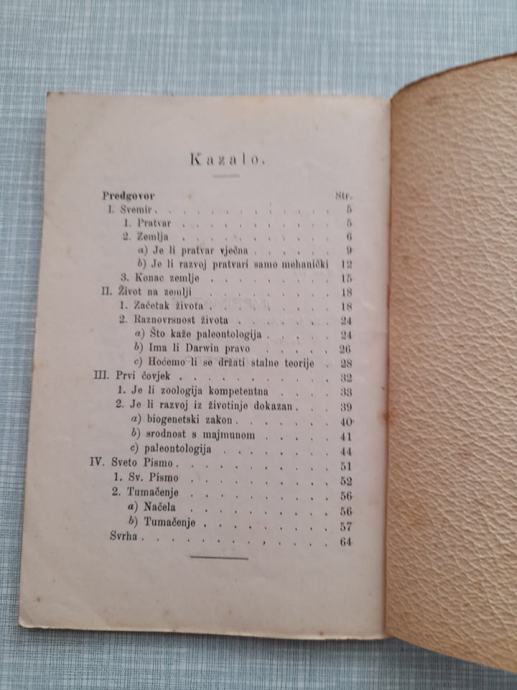 Kazalo.
Predgovor Str.
I. Svemir . . . . . . . . . . . 5
1. Pratvar . . . . . . . . . . 5
2. Zemlja . . . . . . . . . . 6
a) Je li pratvar vječna . . . . . 9
b) Je li razvoj pratvari samo mehanički 12
3. Konac zemlje . . . . . . . . 15
II. Život na zemlji . . . . . . . . 18
1. Začetak života . . . . . . . . 18
2. Raznovrsnost života . . . . . . 24
a) Što kaže paleontologija . . . . 24
b) Ima li Darwin pravo . . . . . 26
c) Hoćemo li se držati stalne teorije . 28
III. Prvi čovjek . . . . . . . . . . 32
1. Je li zoologija kompetentna . . . . 33
2. Je li razvoj iz životinje dokazan . . . 39
a) biogenetski zakon . . . . . . 40
b) srodnost s majmunom . . . . 41
c) paleontologija . . . . . . . 44
IV. Sveto Pismo . . . . . . . . . . 51
1. Sv. Pismo . . . . . . . . . 52
2. Tumačenje . . . . . . . . . 56
a) Načela . . . . . . . . . 56
b) Tumačenje . . . . . . . . 57
Svrha . . . . . . . . . . . . 64